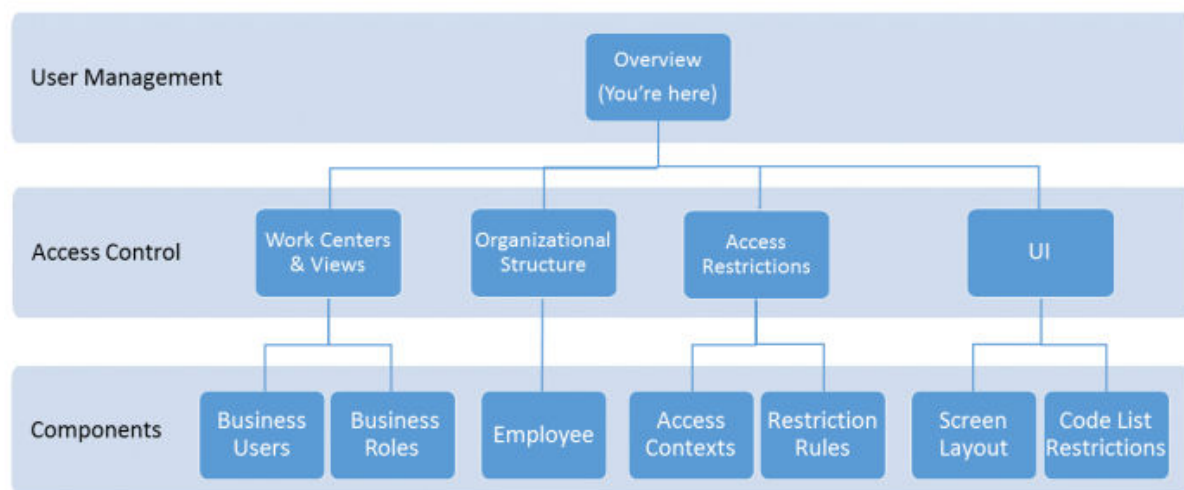 User Management
Overview
(You're here)
Access Control
Work Centers
& Views
Organizational
Structure
Access
Restrictions
UI
Components
Business
Users
Business
Roles
Employee
Access
Contexts
Restriction
Rules
Screen
Layout
Code List
Restrictions